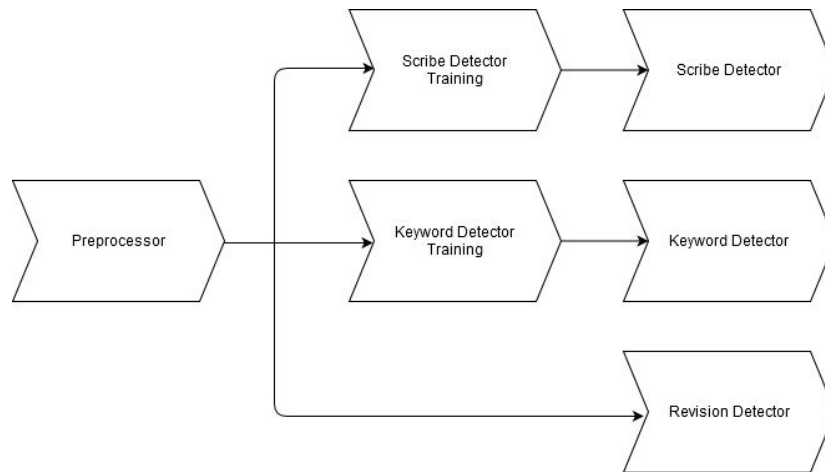 Scribe Detector
Training
Scribe Detector
Preprocessor
Keyword Detector
Training
Keyword Detector
Revision Detector